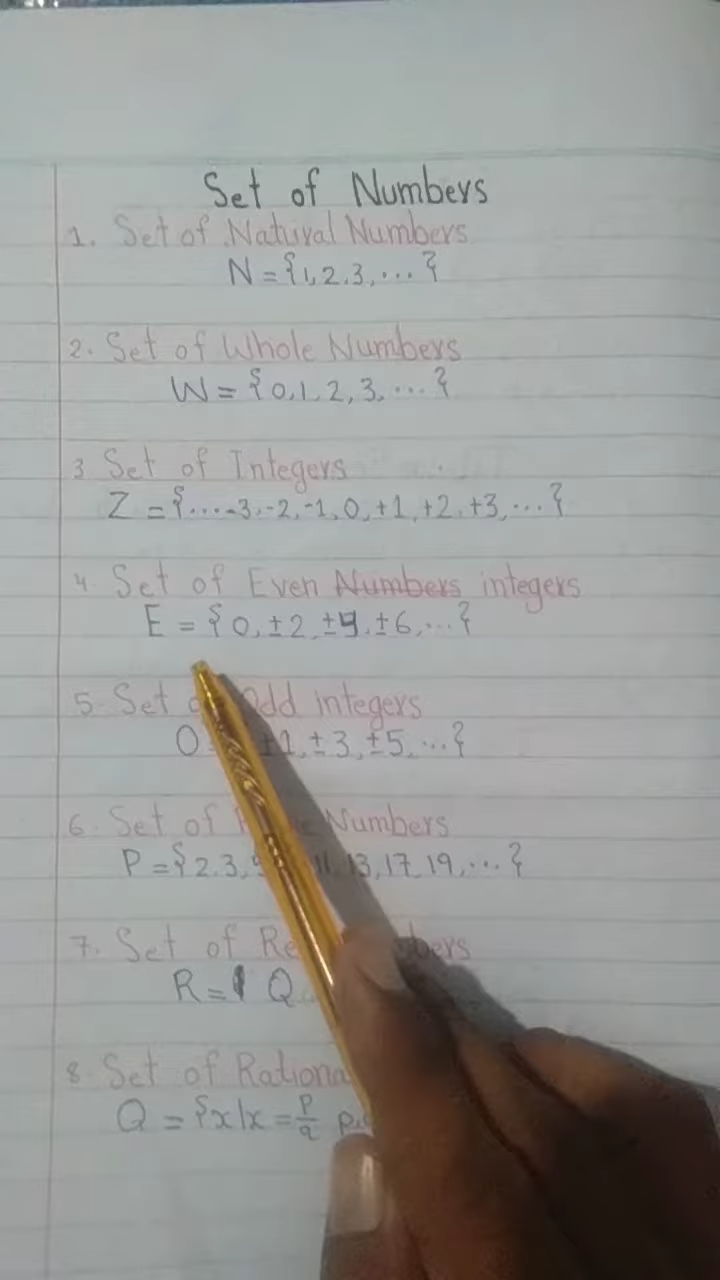 Set of Numbers
1. Set of Natural Numbers
N = {1, 2, 3, ... }
2. Set of Whole Numbers
W = {0, 1, 2, 3, ... }
3 Set of Integers
Z = {.... -3, -2, -1, 0, +1, +2, +3, ... }
4 Set of Even Numbers integers
E = {0, ±2, ±4, ±6, ... }
5. Set Odd integers
O ±1, ±3, ±5, ... }
6. Set of Numbers
P = {2, 3, 11, 13, 17, 19, ... }
7. Set of
R = Q
8. Set of
Q = {x/x = p/q p